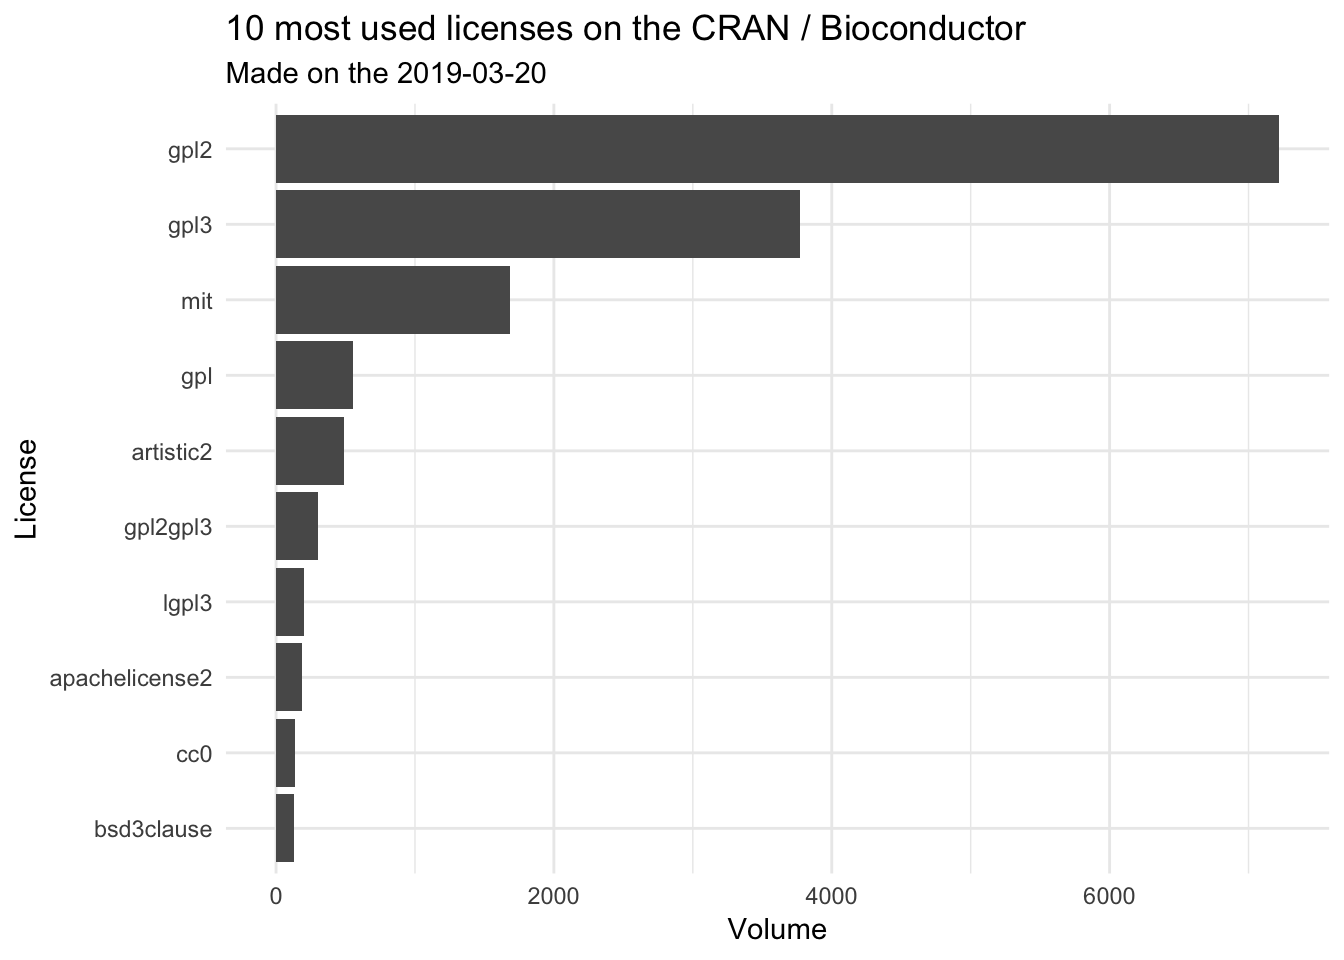 10 most used licenses on the CRAN / Bioconductor
Made on the 2019-03-20
License
gpl2
gpl3
mit
gpl
artistic2
gpl2gpl3
lgpl3
apachelicense2
cc0
bsd3clause
0 2000 4000 6000
Volume